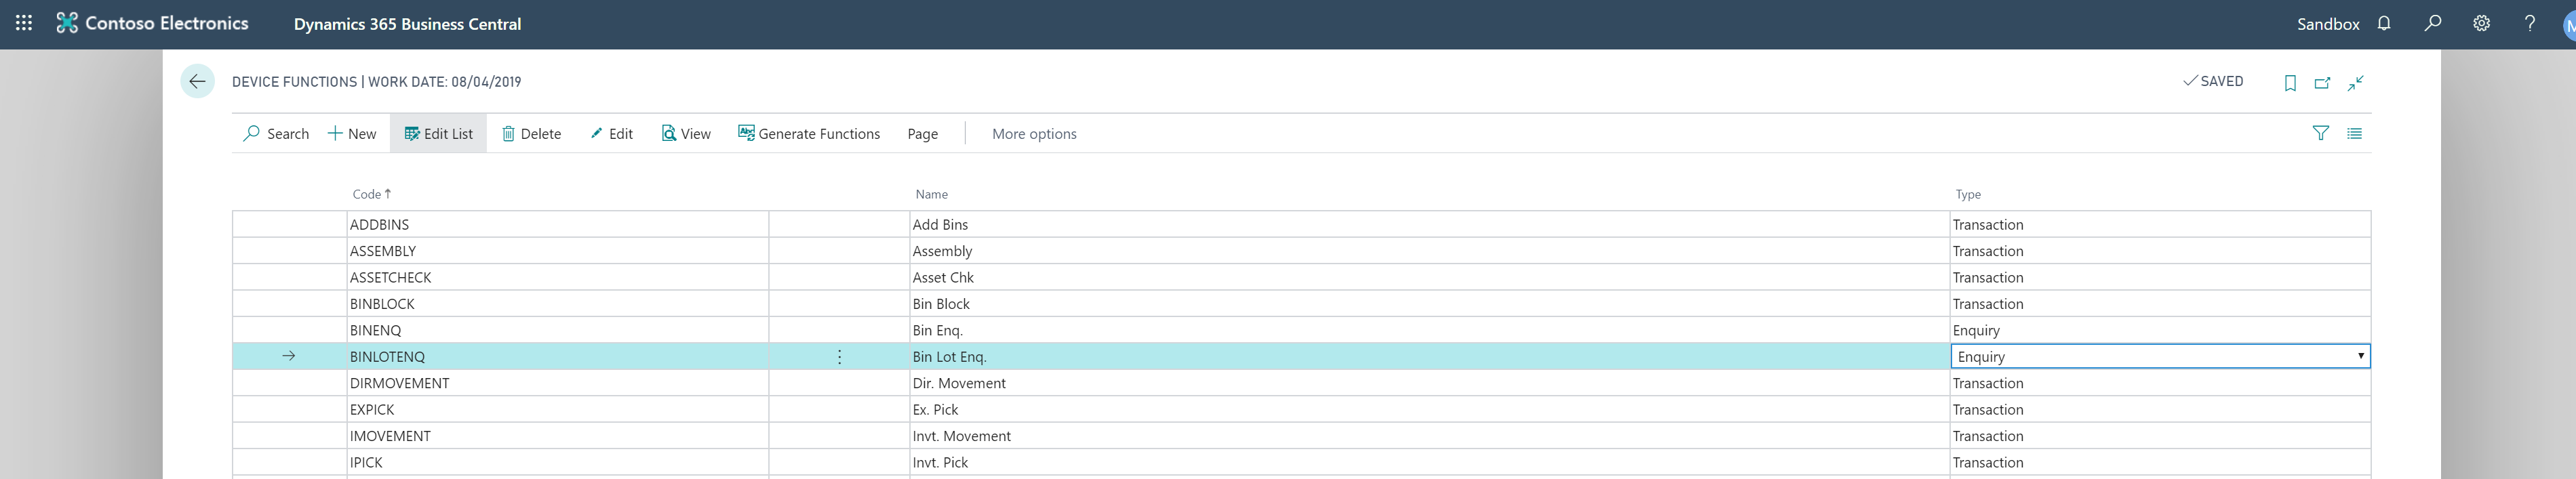 Contoso Electronics Dynamics 365 Business Central Sandbox ?
DEVICE FUNCTIONS | WORK DATE: 08/04/2019 SAVED
Search New Edit List Delete Edit View Generate Functions Page More options
Code ↑ Name Type
ADDBINS Add Bins Transaction
ASSEMBLY Assembly Transaction
ASSETCHECK Asset Chk Transaction
BINBLOCK Bin Block Transaction
BINENQ Bin Enq. Enquiry
BINLOTENQ Bin Lot Enq. Enquiry
DIRMOVEMENT Dir. Movement Transaction
EXPICK Ex. Pick Transaction
IMOVEMENT Invt. Movement Transaction
IPICK Invt. Pick Transaction